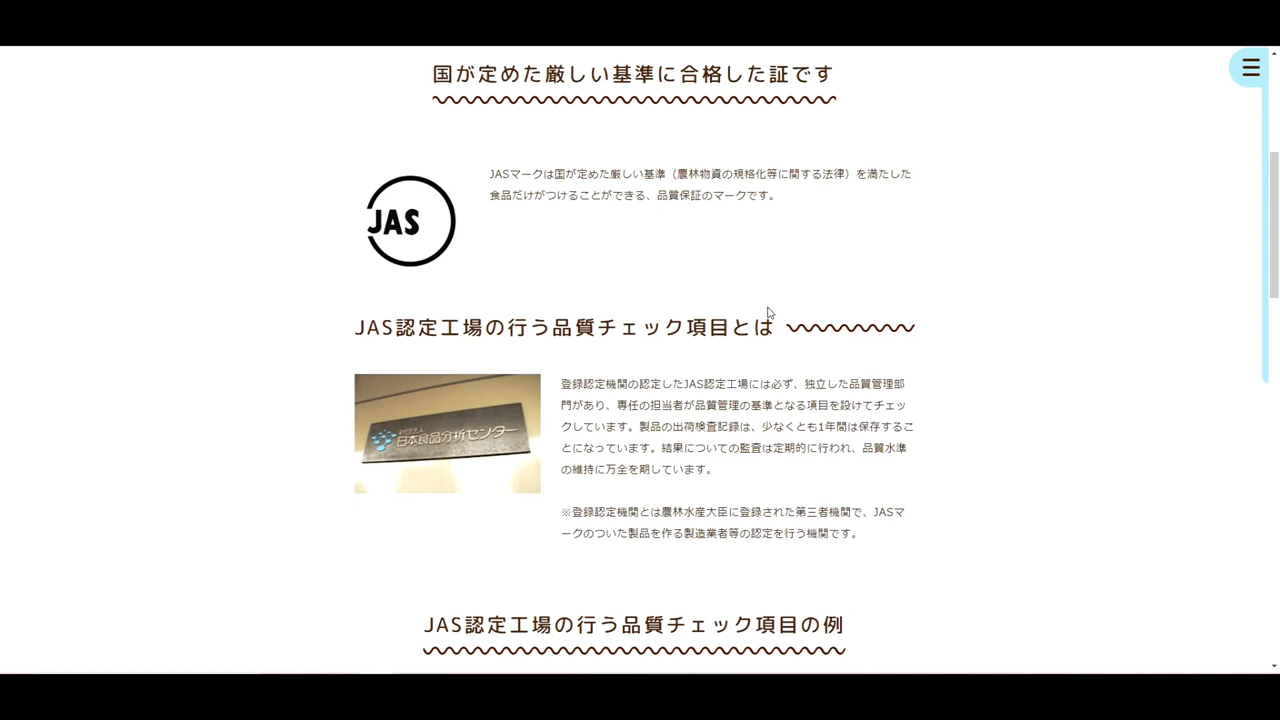 国が定めた厳しい基準に合格した証です
JASマークは国が定めた厳しい基準（農林物資の規格化等に関する法律）を満たした
食品だけがつけることができる、品質保証のマークです。
JAS
JAS認定工場の行う品質チェック項目とは
登録認定機関の認定したJAS認定工場には必ず、独立した品質管理部
門があり、専任の担当者が品質管理の基準となる項目を設けてチェッ
クしています。製品の出荷検査記録は、少なくとも1年間は保存するこ
とになっています。結果についての監査は定期的に行われ、品質水準
の維持に万全を期しています。
日本食品分析センター
※登録認定機関とは農林水産大臣に登録された第三者機関で、JASマ
ークのついた製品を作る製造業者等の認定を行う機関です。
JAS認定工場の行う品質チェック項目の例